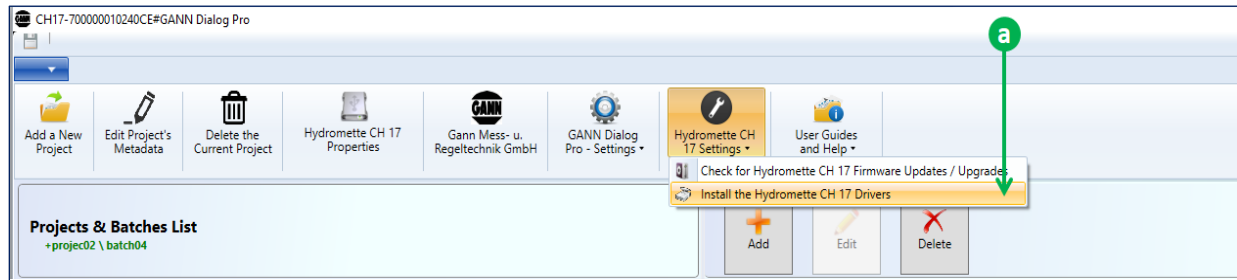 CH17-700000010240CE#GANN Dialog Pro
a
Add a New
Project
Edit Project's
Metadata
Delete the
Current Project
Hydromette CH 17
Properties
GANN
Gann Mess- u.
Regeltechnik GmbH
GANN Dialog
Pro - Settings
Hydromette CH
17 Settings
User Guides
and Help
Check for Hydromette CH 17 Firmware Updates / Upgrades
Install the Hydromette CH 17 Drivers
Projects & Batches List
+projec02 \ batch04
Add
Edit
Delete